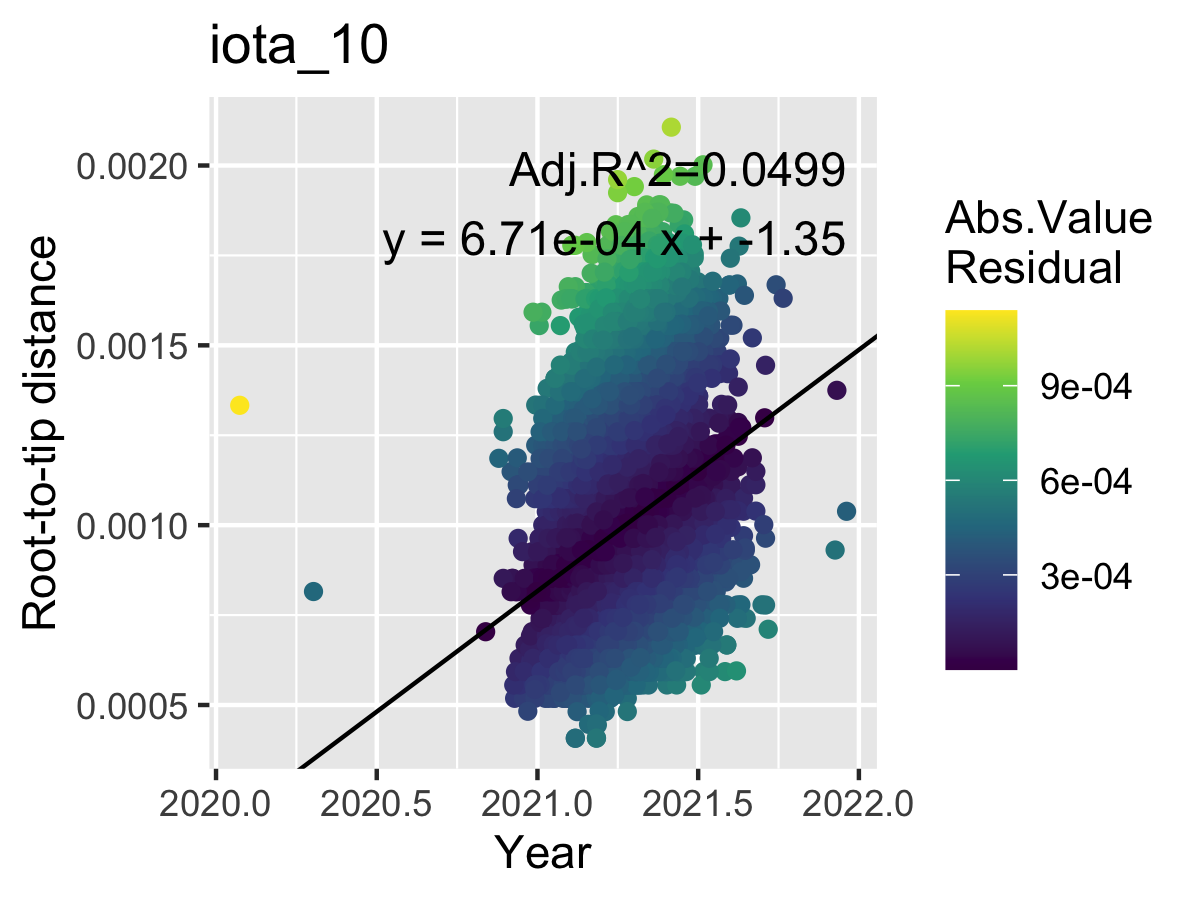 iota_10
Adj.R^2=0.0499
y = 6.71e-04 x + -1.35
Root-to-tip distance
0.0020
0.0015
0.0010
0.0005
2020.0 2020.5 2021.0 2021.5 2022.0
Year
Abs.Value
Residual
9e-04
6e-04
3e-04